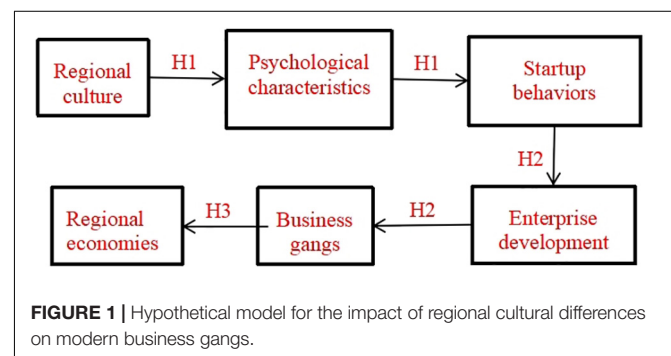 Regional
culture
H1
Psychological
characteristics
H1
Startup
behaviors
H2
Regional
economies
H3
Business
gangs
H2
Enterprise
development
FIGURE 1 | Hypothetical model for the impact of regional cultural differences
on modern business gangs.